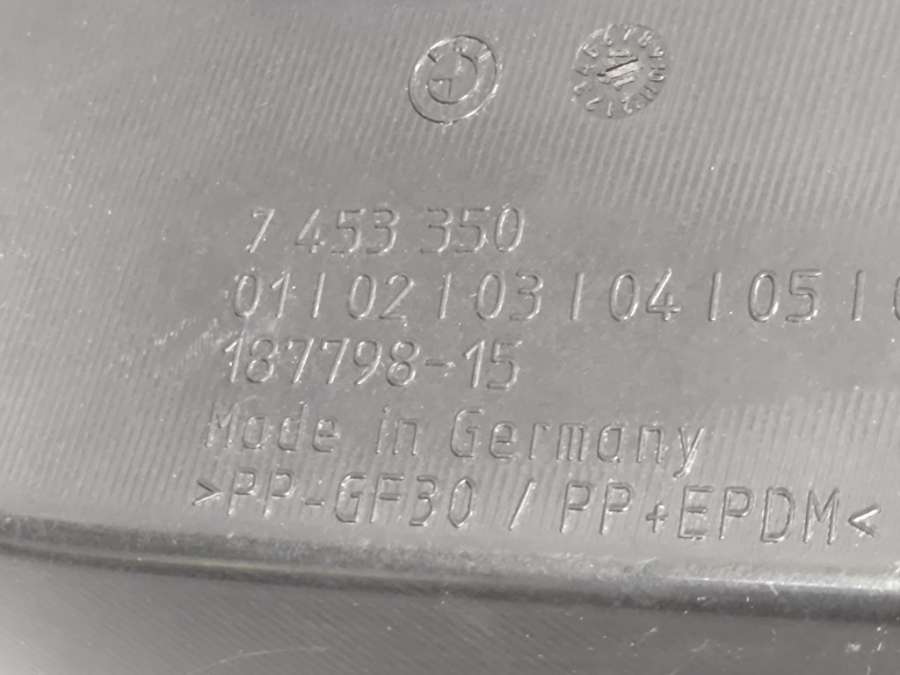 7 453 350
01 | 02 | 03 | 04 | 05 |
187798-15
Made in Germany
>PP-GF30 / PP+EPDM<